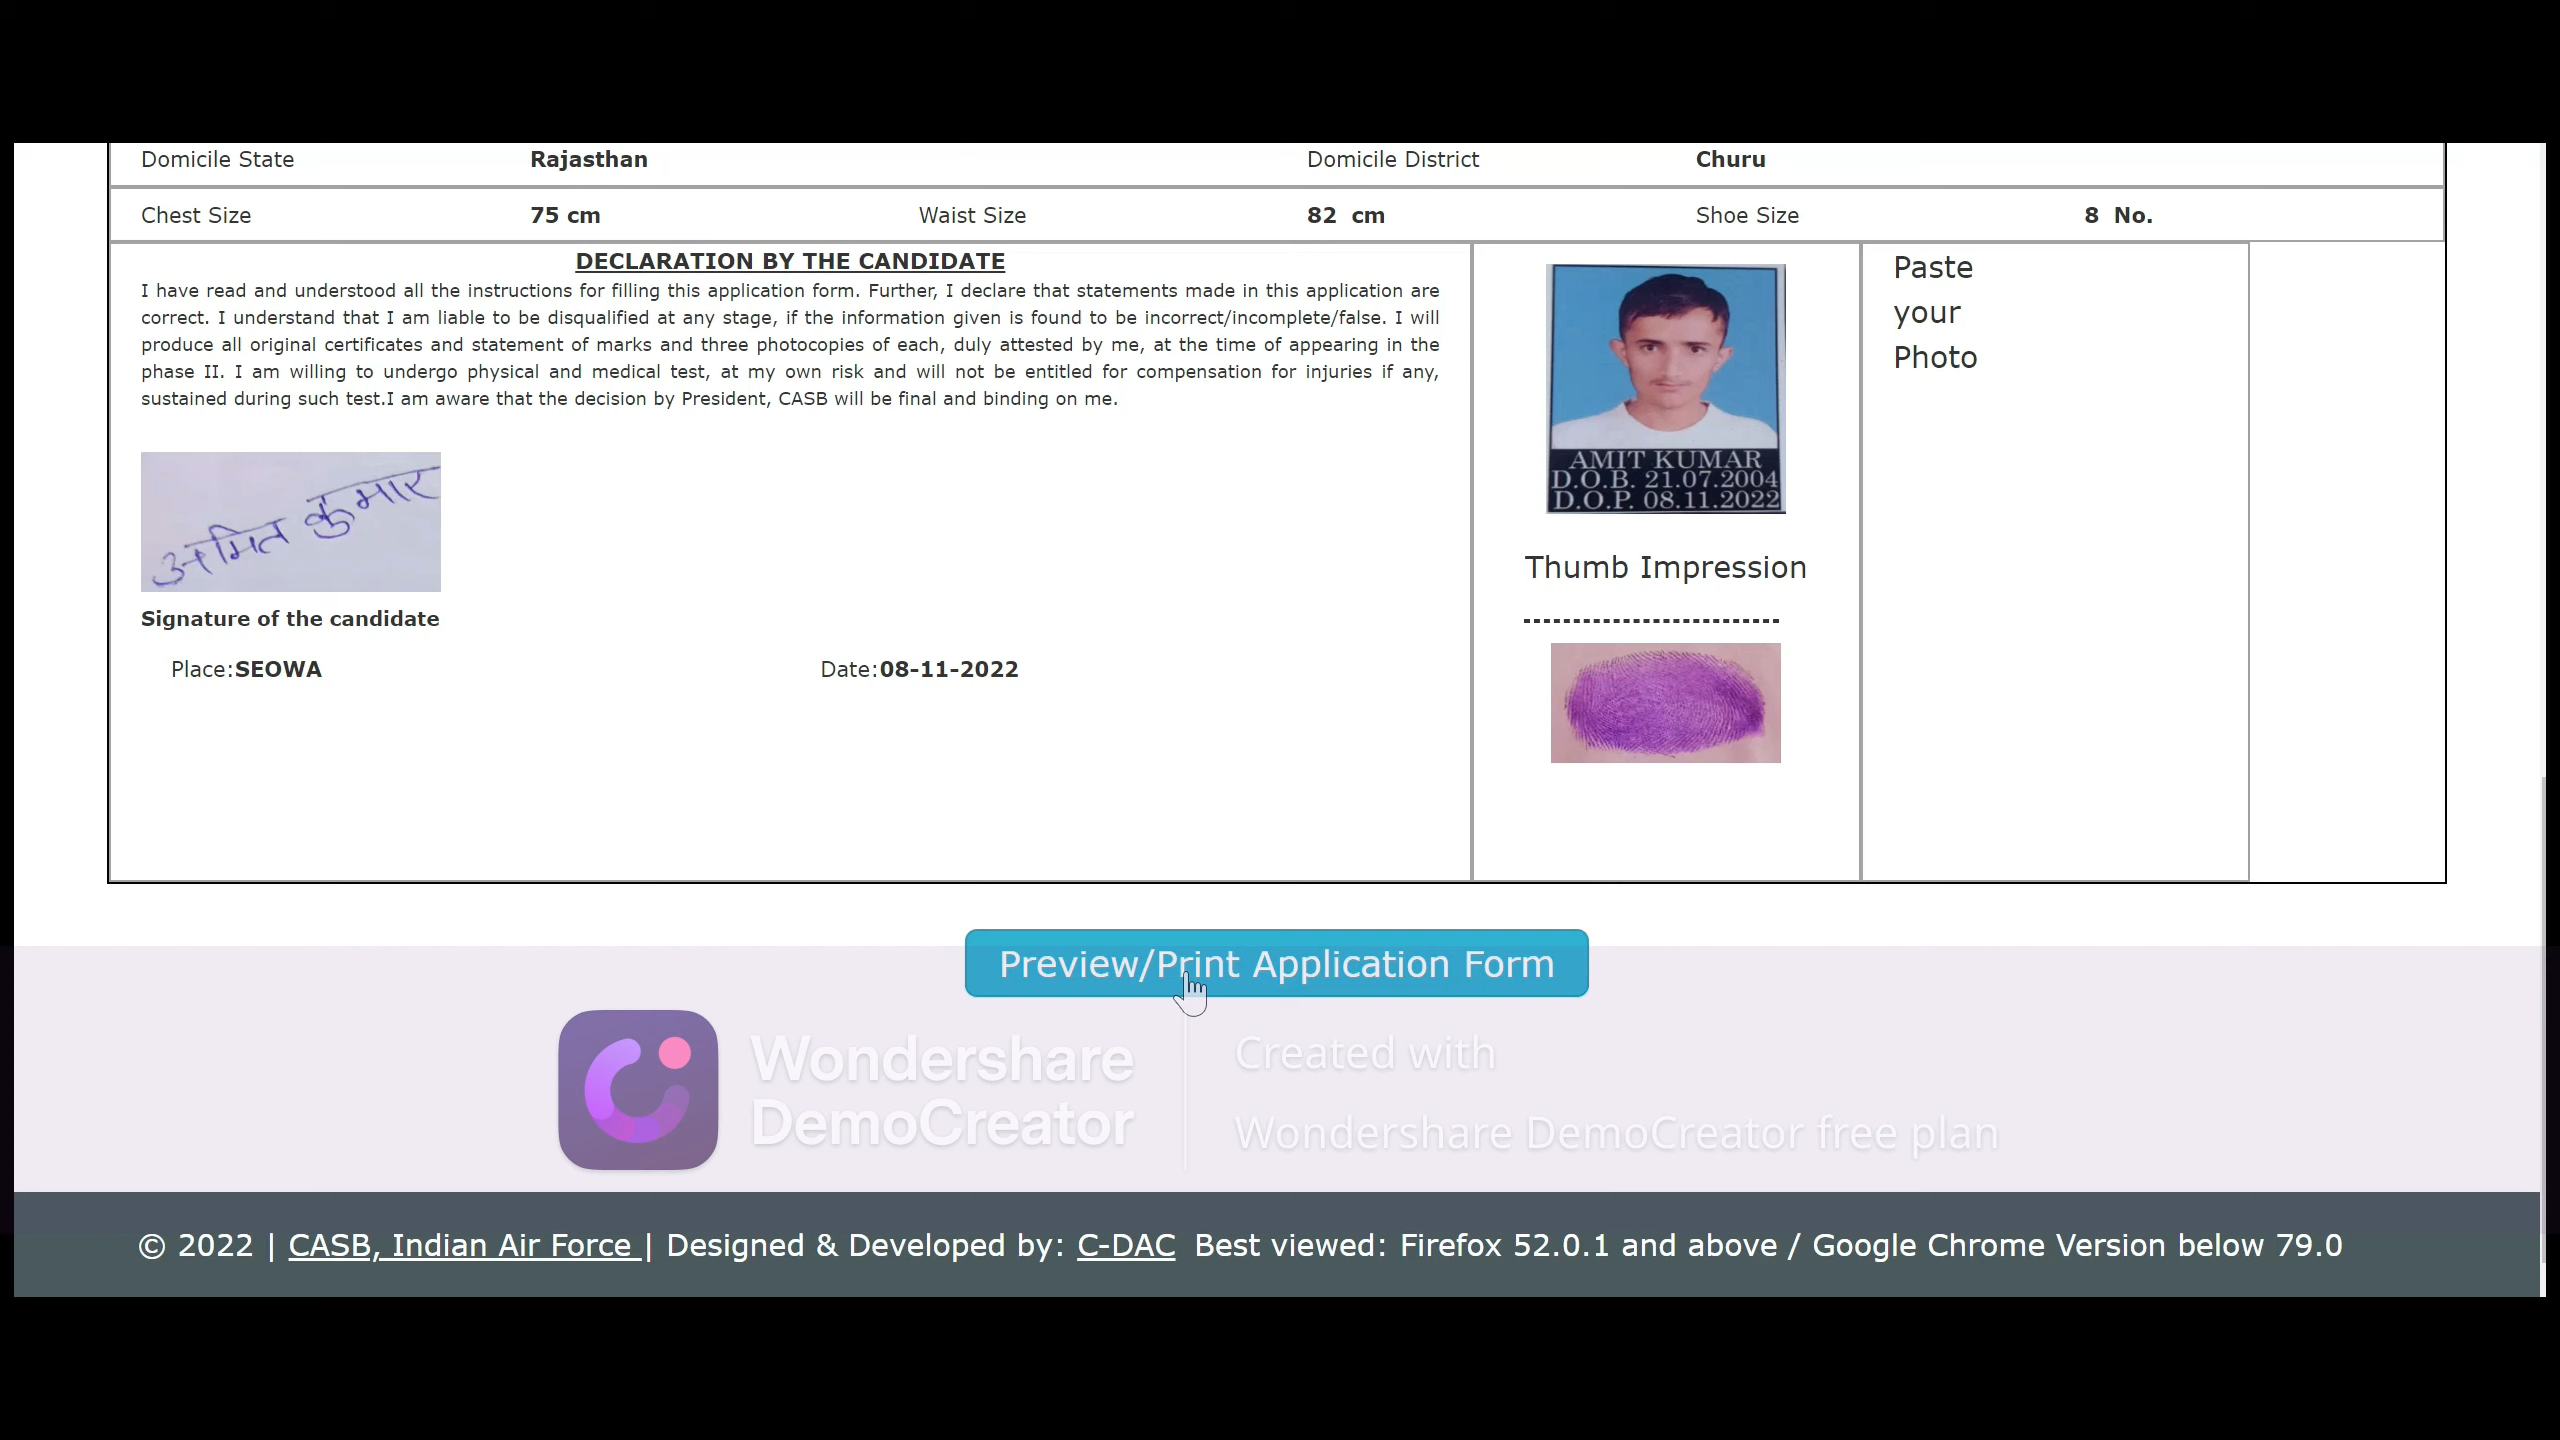 Domicile State Rajasthan Domicile District Churu
Chest Size 75 cm Waist Size 82 cm Shoe Size 8 No.
DECLARATION BY THE CANDIDATE
I have read and understood all the instructions for filling this application form. Further, I declare that statements made in this application are
correct. I understand that I am liable to be disqualified at any stage, if the information given is found to be incorrect/incomplete/false. I will
produce all original certificates and statement of marks and three photocopies of each, duly attested by me, at the time of appearing in the
phase II. I am willing to undergo physical and medical test, at my own risk and will not be entitled for compensation for injuries if any,
sustained during such test.I am aware that the decision by President, CASB will be final and binding on me.
अमित कुमार
Signature of the candidate
Place:SEOWA Date:08-11-2022
AMIT KUMAR
D.O.B. 21.07.2004
D.O.P. 08.11.2022
Thumb Impression
Paste
your
Photo
Preview/Print Application Form
Wondershare
DemoCreator
Created with
Wondershare DemoCreator free plan
© 2022 | CASB, Indian Air Force | Designed & Developed by: C-DAC Best viewed: Firefox 52.0.1 and above / Google Chrome Version below 79.0